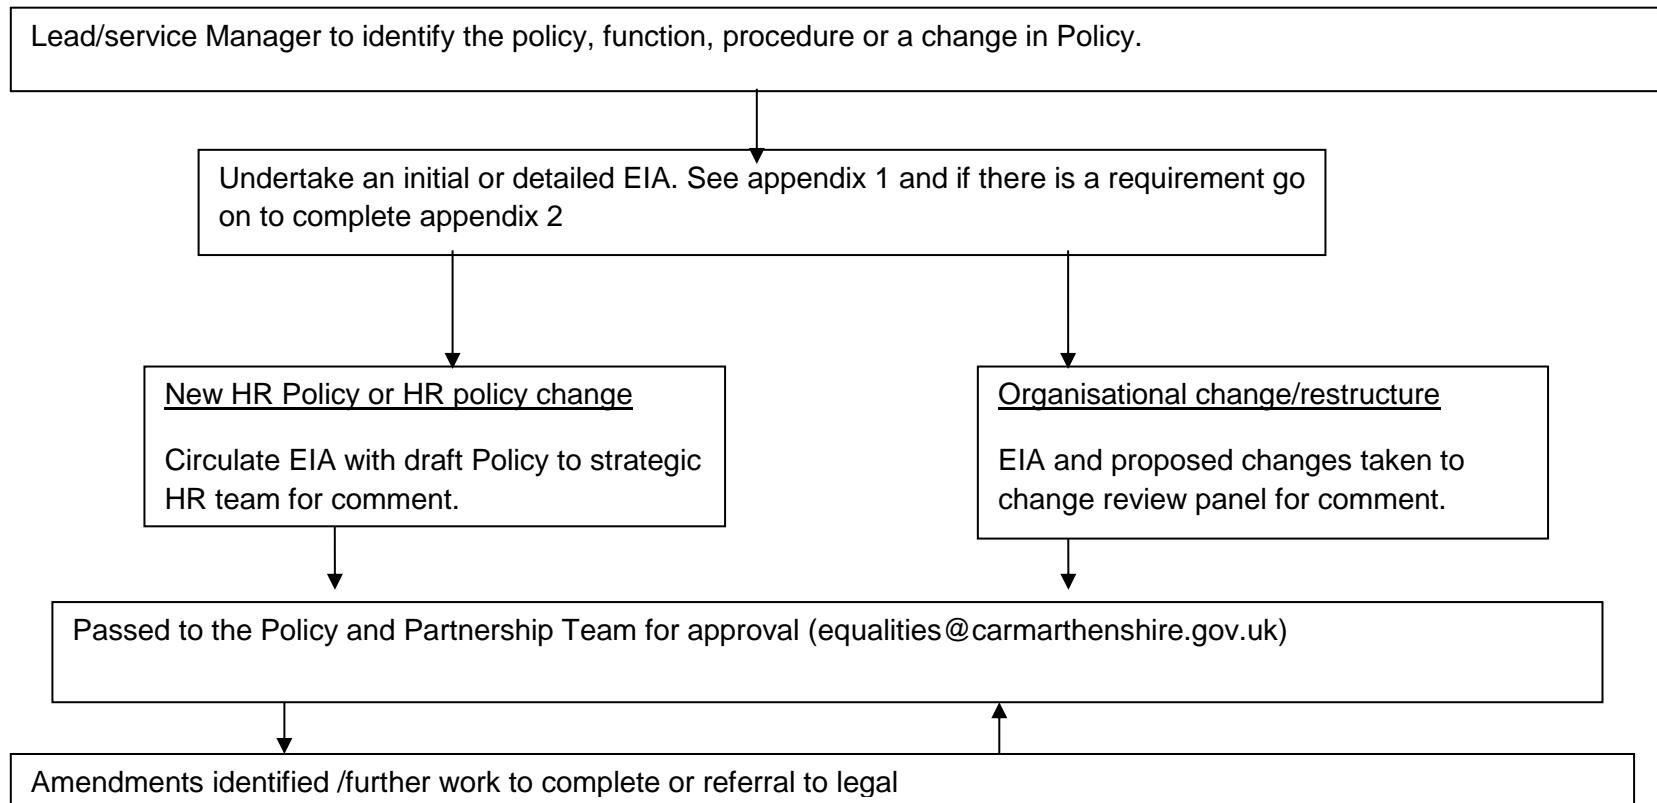 Lead/service Manager to identify the policy, function, procedure or a change in Policy.
Undertake an initial or detailed EIA. See appendix 1 and if there is a requirement go
on to complete appendix 2
New HR Policy or HR policy change
Circulate EIA with draft Policy to strategic
HR team for comment.
Organisational change/restructure
EIA and proposed changes taken to
change review panel for comment.
Passed to the Policy and Partnership Team for approval (equalities@carmarthenshire.gov.uk)
Amendments identified /further work to complete or referral to legal